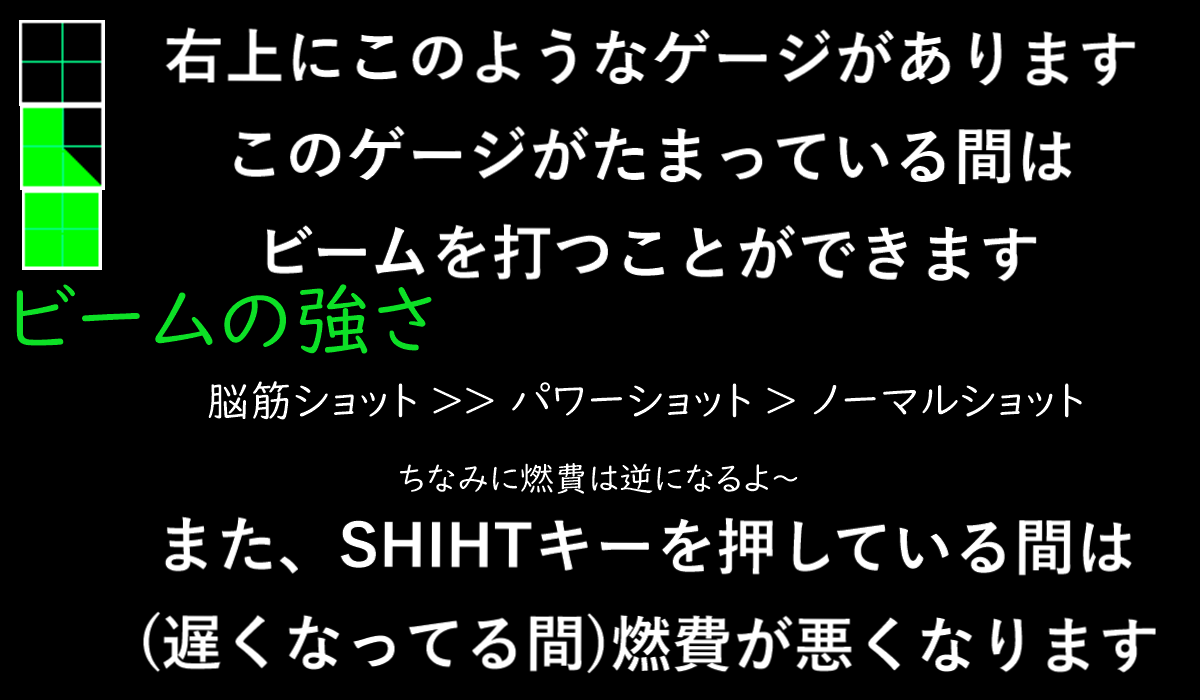 右上にこのようなゲージがあります
このゲージがたまっている間は
ビームを打つことができます
ビームの強さ
脳筋ショット >> パワーショット > ノーマルショット
ちなみに燃費は逆になるよ～
また、SHIHTキーを押している間は
(遅くなってる間)燃費が悪くなります